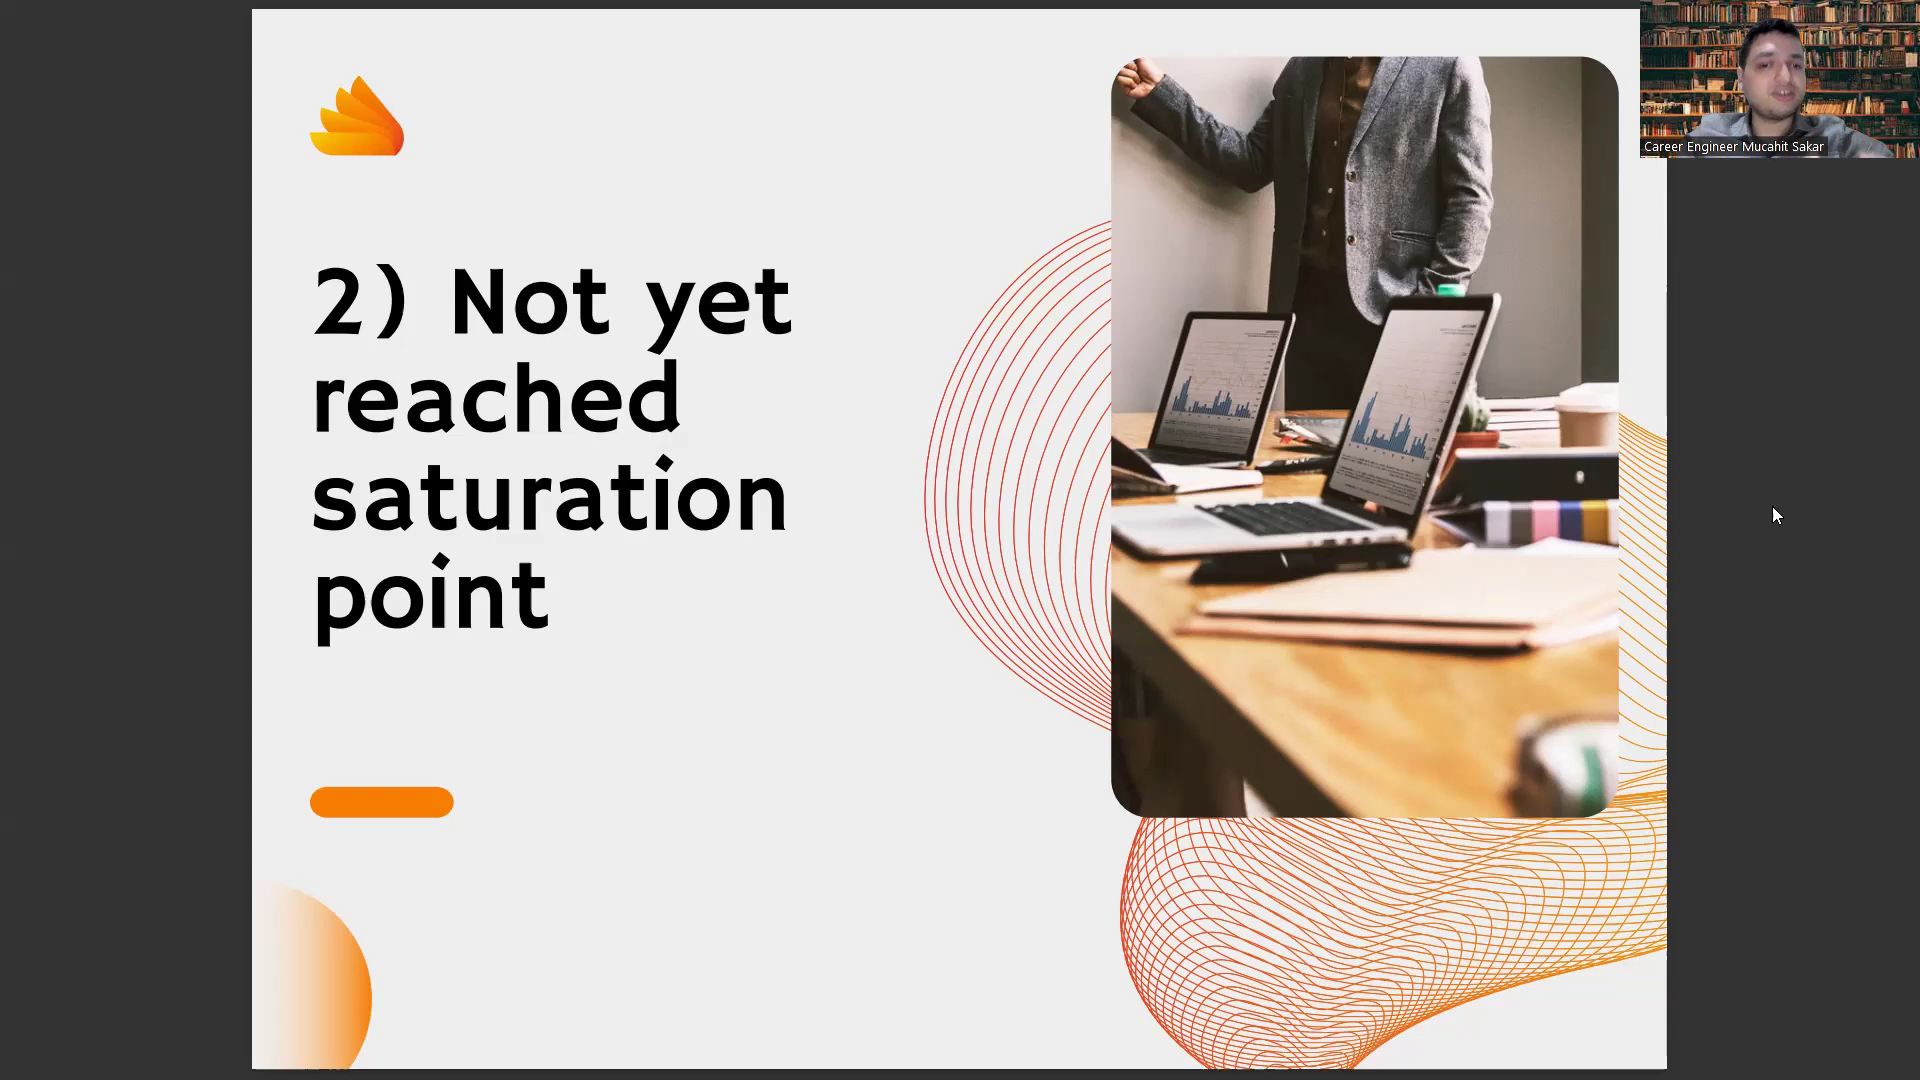 2) Not yet
reached
saturation
point
Career Engineer Mucahit Sakar